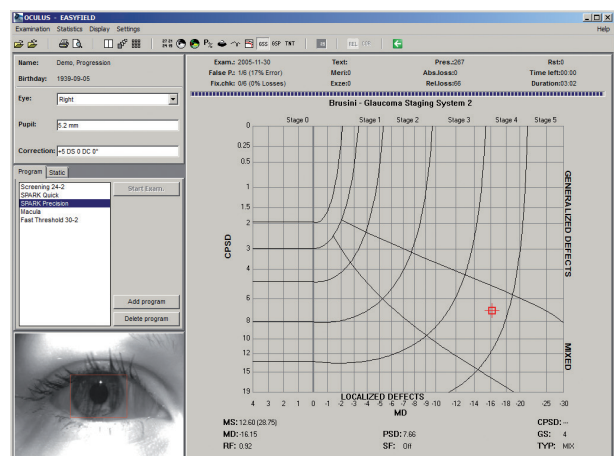 OCULUS - EASYFIELD
Examination Statistics Display Settings Help
GSS BSP TNT REL CPP
Name: Demo, Progression
Birthday: 1939-09-05
Eye: Right
Pupil: 5.2 mm
Correction: +5 DS 0 DC 0°
Program Static
Screening 24-2
SPARK Quick
SPARK Precision
Macula
Fast Threshold 30-2
Start Exam.
Add program
Delete program
Exam.: 2005-11-30 Text: Pres.:267 Rst:0
False P.: 1/6 (17% Error) Meri:0 Abs.loss:0 Time left:00:00
Fix.chk: 0/6 (0% Losses) Exze:0 Rel.loss:66 Duration:03:02
Brusini - Glaucoma Staging System 2
Stage 0 Stage 1 Stage 2 Stage 3 Stage 4 Stage 5
0
0.25
0.5
1
1.5
2
3
4
6
8
10
12
13
15
19
CPSD
GENERALIZED DEFECTS
MIXED
LOCALIZED DEFECTS
4 3 2 1 0 -1 -2 -3 -4 -5 -6 -7 -8 -9 -10 -12 -14 -16 -18 -20 -25 -30
MD
MS: 12.60 (28.75) CPSD: --
MD: -16.15 PSD: 7.66 GS: 4
RF: 0.92 SF: Off TYP: MIX